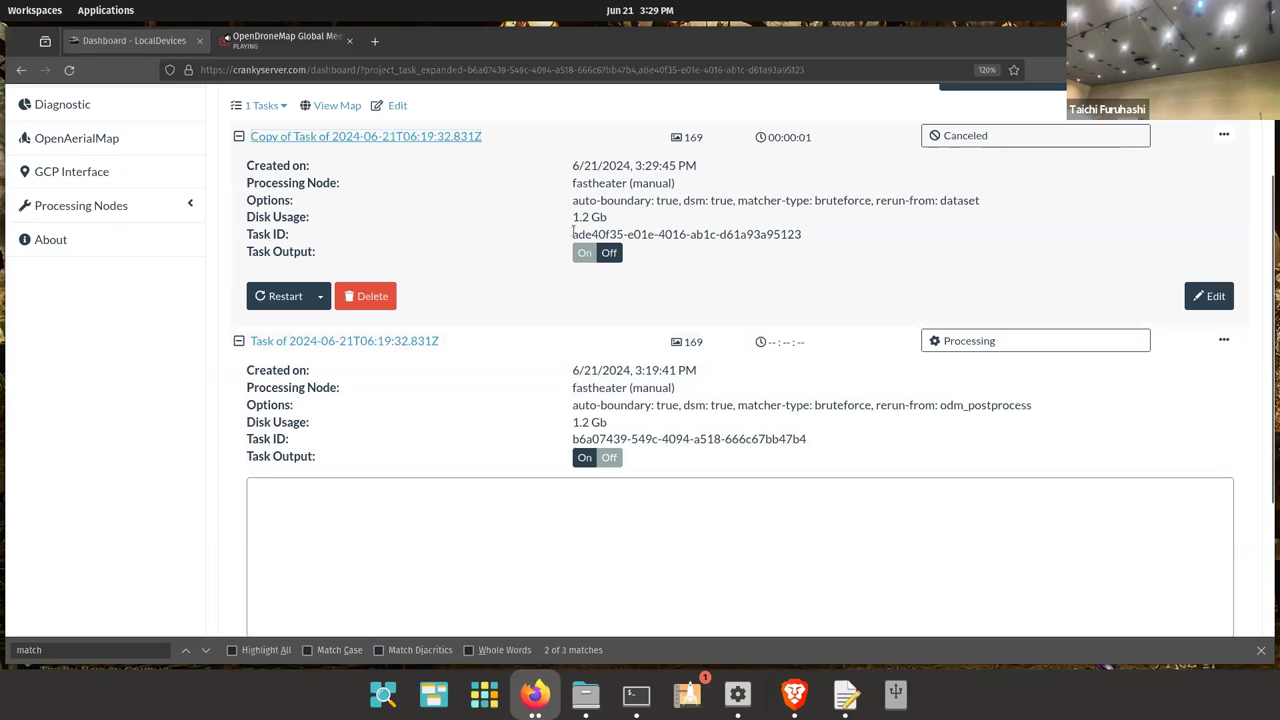 Workspaces Applications Jun 21 3:29 PM
Dashboard - LocalDevices OpenDroneMap Global Mee
PLAYING
https://crankyserver.com/dashboard/?project_task_expanded=b6a07439-549c-4094-a518-666c67bb47b4,ade40f35-e01e-4016-ab1c-d61a93a95123 120%
Taichi Furuhashi
Diagnostic
OpenAerialMap
GCP Interface
Processing Nodes
About
1 Tasks View Map Edit
Copy of Task of 2024-06-21T06:19:32.831Z 169 00:00:01 Canceled
Created on: 6/21/2024, 3:29:45 PM
Processing Node: fastheater (manual)
Options: auto-boundary: true, dsm: true, matcher-type: bruteforce, rerun-from: dataset
Disk Usage: 1.2 Gb
Task ID: ade40f35-e01e-4016-ab1c-d61a93a95123
Task Output: On Off
Restart Delete Edit
Task of 2024-06-21T06:19:32.831Z 169 -- : -- : -- Processing
Created on: 6/21/2024, 3:19:41 PM
Processing Node: fastheater (manual)
Options: auto-boundary: true, dsm: true, matcher-type: bruteforce, rerun-from: odm_postprocess
Disk Usage: 1.2 Gb
Task ID: b6a07439-549c-4094-a518-666c67bb47b4
Task Output: On Off
match Highlight All Match Case Match Diacritics Whole Words 2 of 3 matches
1